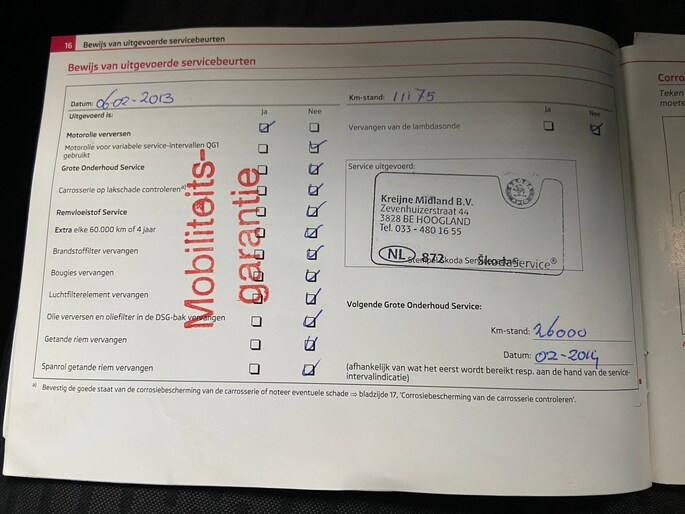 16 Bewijs van uitgevoerde servicebeurten
Bewijs van uitgevoerde servicebeurten
Datum: 06-02-2013
Km-stand: 11175
Uitgevoerd is:
Ja Nee
Ja Nee
Motorolie verversen
Vervangen van de lambdasonde
Motorolie voor variabele service-intervallen QG1
gebruikt
Grote Onderhoud Service
Service uitgevoerd:
Carrosserie op lakschade controleren a)
Remvloeistof Service
Extra elke 60.000 km of 4 jaar
Brandstoffilter vervangen
Bougies vervangen
Luchtfilterelement vervangen
Olie verversen en oliefilter in de DSG-bak vervangen
Getande riem vervangen
Spanrol getande riem vervangen
Mobiliteits-
garantie
Kreijne Midland B.V.
Zevenhuizerstraat 44
3828 BE HOOGLAND
Tel. 033 - 480 16 55
NL 872 ŠkodaService®
Stempel Škoda Servicepartner
Volgende Grote Onderhoud Service:
Km-stand: 26000
Datum: 02-2014
(afhankelijk van wat het eerst wordt bereikt resp. aan de hand van de service-
intervalindicatie)
a) Bevestig de goede staat van de corrosiebescherming van de carrosserie of noteer eventuele schade ⇒ bladzijde 17, 'Corrosiebescherming van de carrosserie controleren'.
Teken